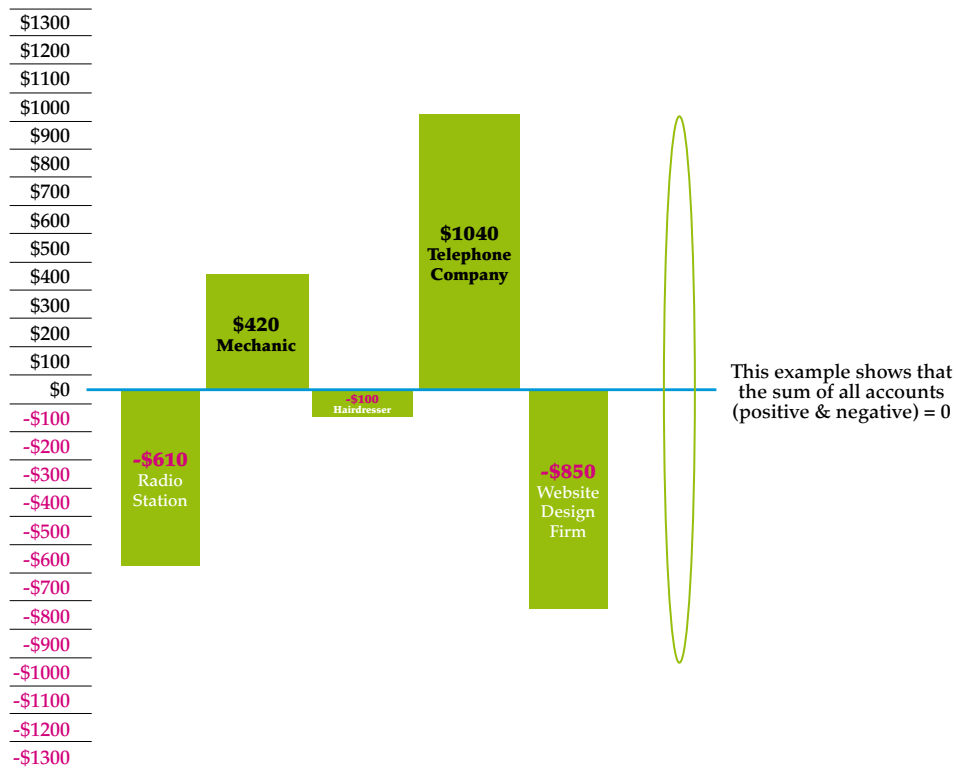 $1300
$1200
$1100
$1000
$900
$800
$700
$600
$500
$400
$300
$200
$100
$0
-$100
-$200
-$300
-$400
-$500
-$600
-$700
-$800
-$900
-$1000
-$1100
-$1200
-$1300
-$610
Radio
Station
$420
Mechanic
-$100
Hairdresser
$1040
Telephone
Company
-$850
Website
Design
Firm
This example shows that
the sum of all accounts
(positive & negative) = 0